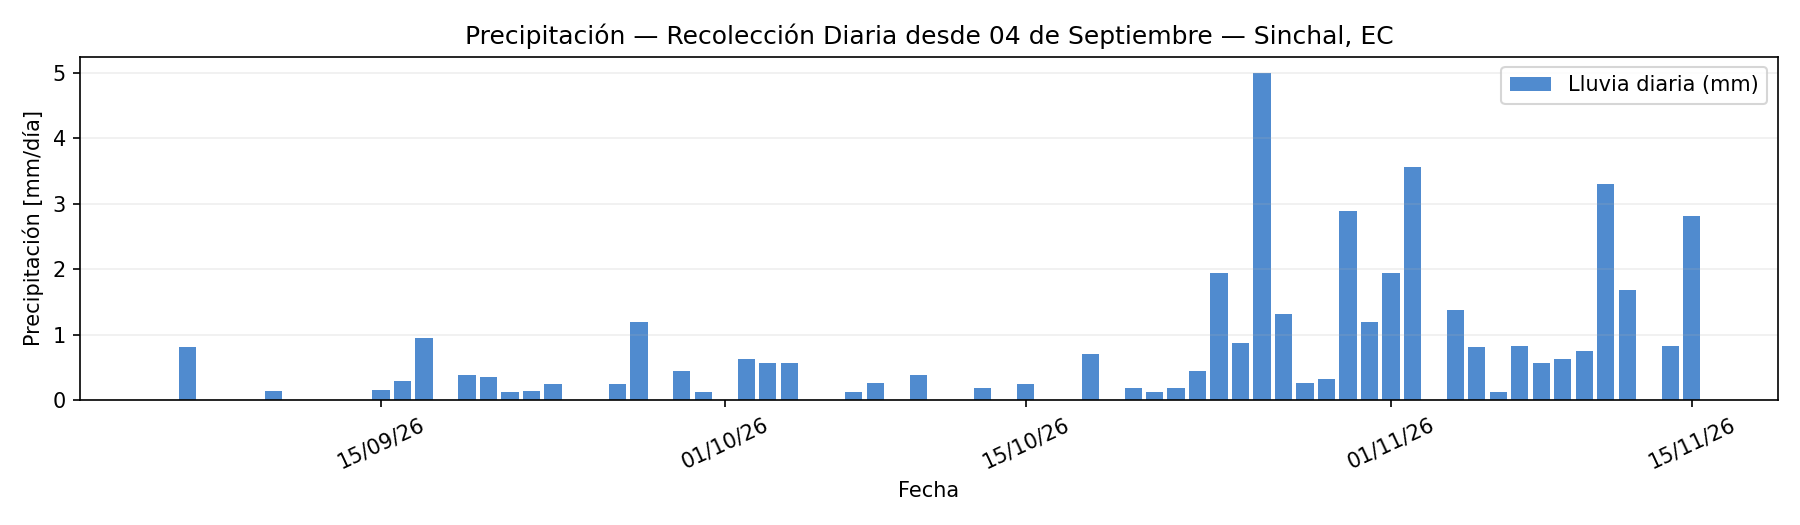 Precipitación — Recolección Diaria desde 04 de Septiembre — Sinchal, EC
Lluvia diaria (mm)
Precipitación [mm/día]
5
4
3
2
1
0
15/09/26
01/10/26
15/10/26
01/11/26
15/11/26
Fecha